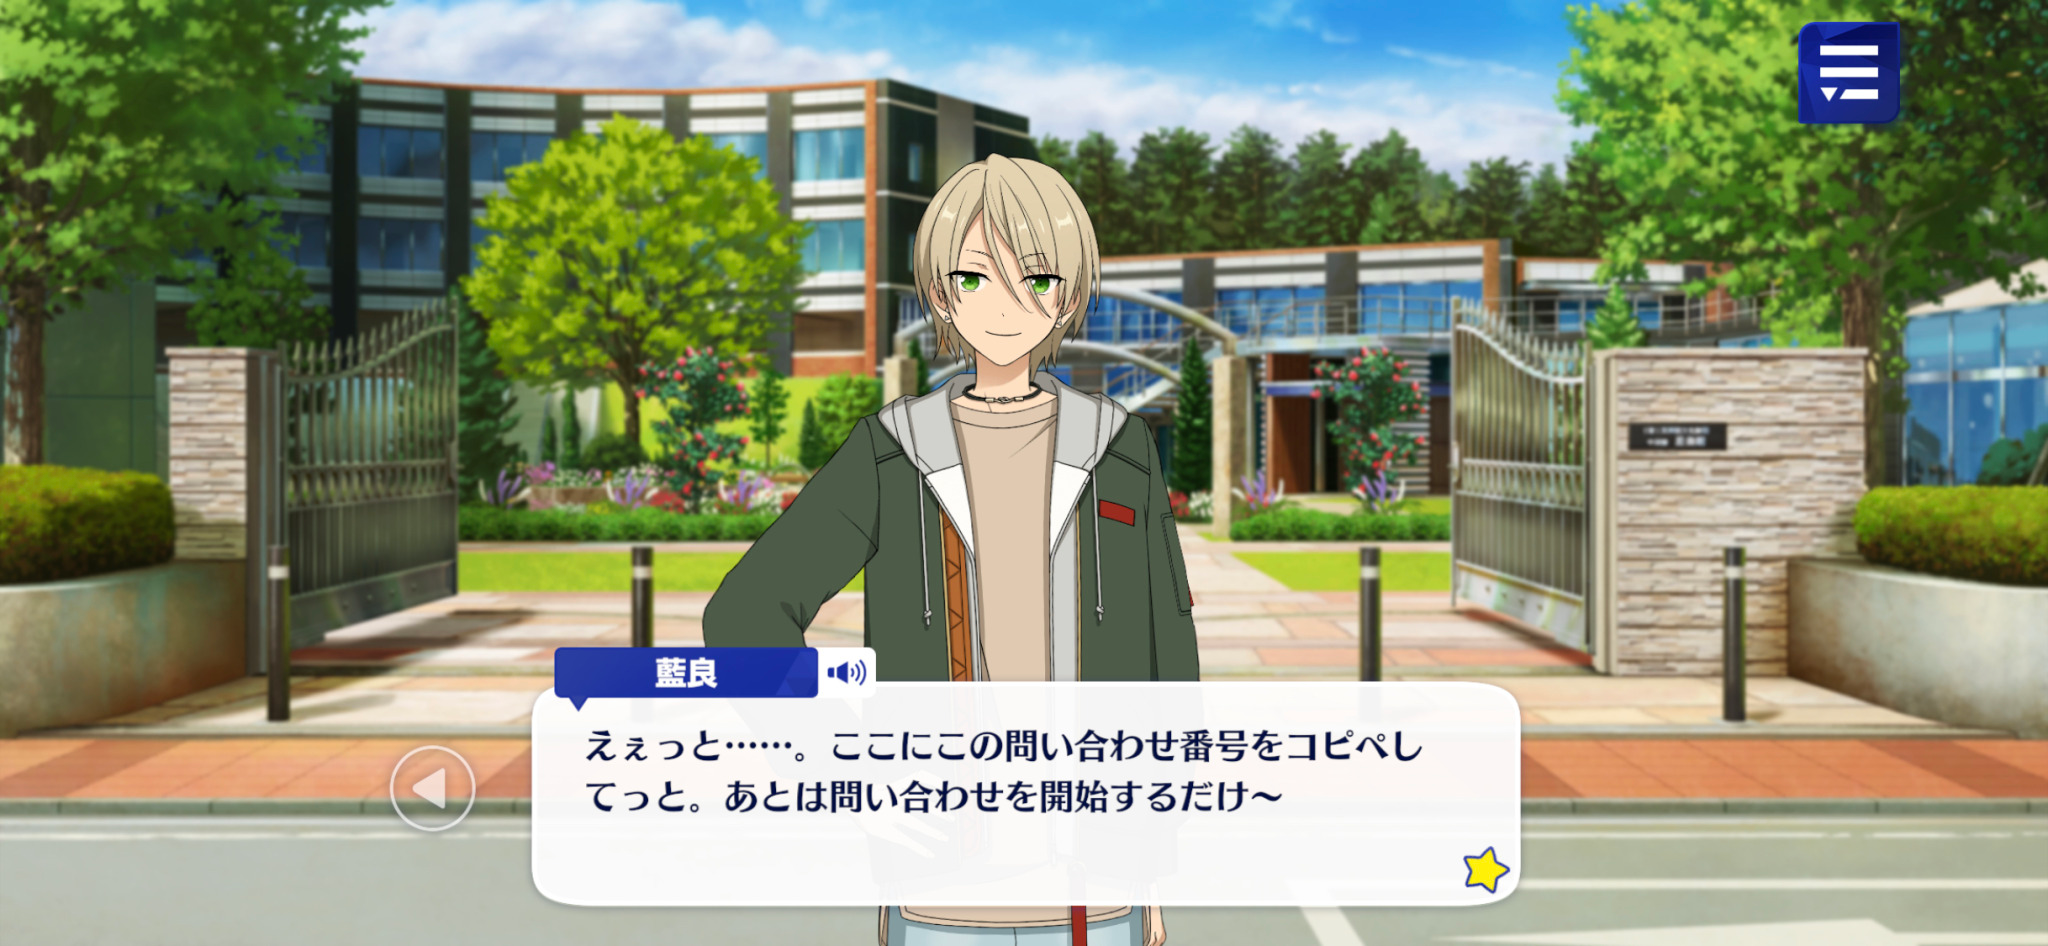 藍良
えぇっと……。ここにこの問い合わせ番号をコピペし
てっと。あとは問い合わせを開始するだけ～